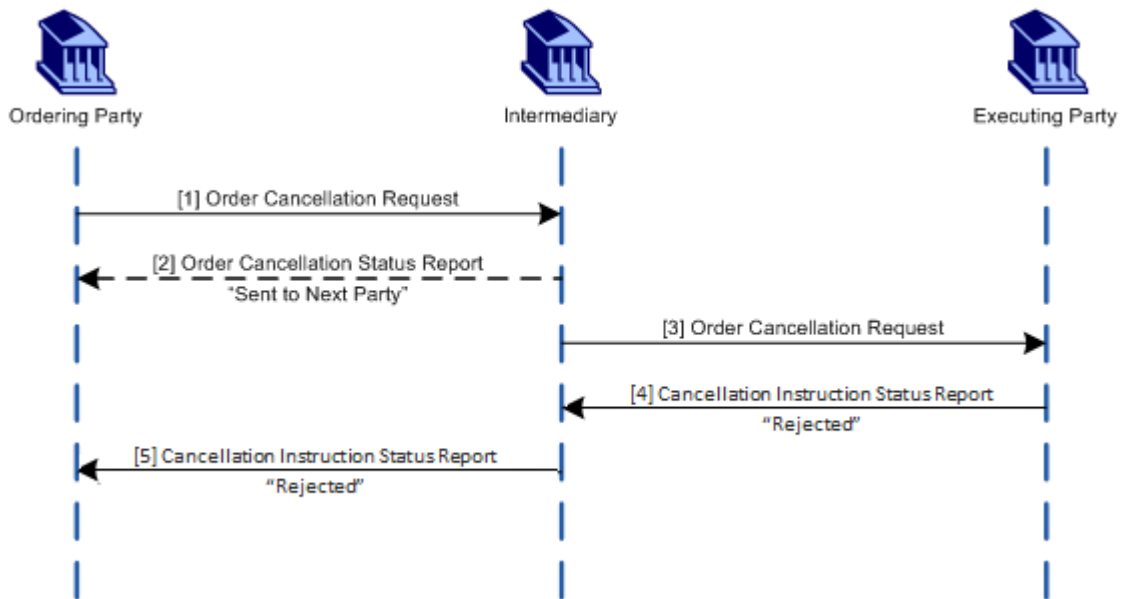 Ordering Party
Intermediary
Executing Party
[1] Order Cancellation Request
[2] Order Cancellation Status Report
“Sent to Next Party”
[3] Order Cancellation Request
[4] Cancellation Instruction Status Report
“Rejected”
[5] Cancellation Instruction Status Report
“Rejected”